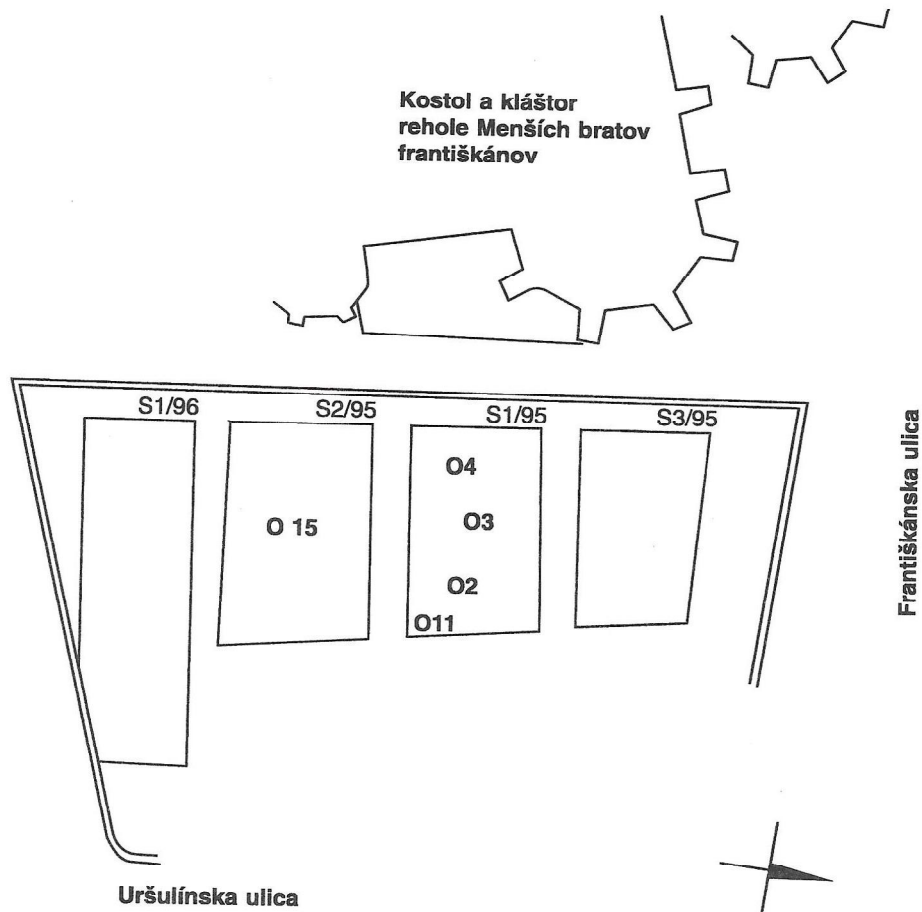 Kostol a kláštor
rehole Menších bratov
františkánov
S1/96
S2/95
S1/95
S3/95
O4
O 15
O3
O2
O11
Františkánska ulica
Uršulínska ulica